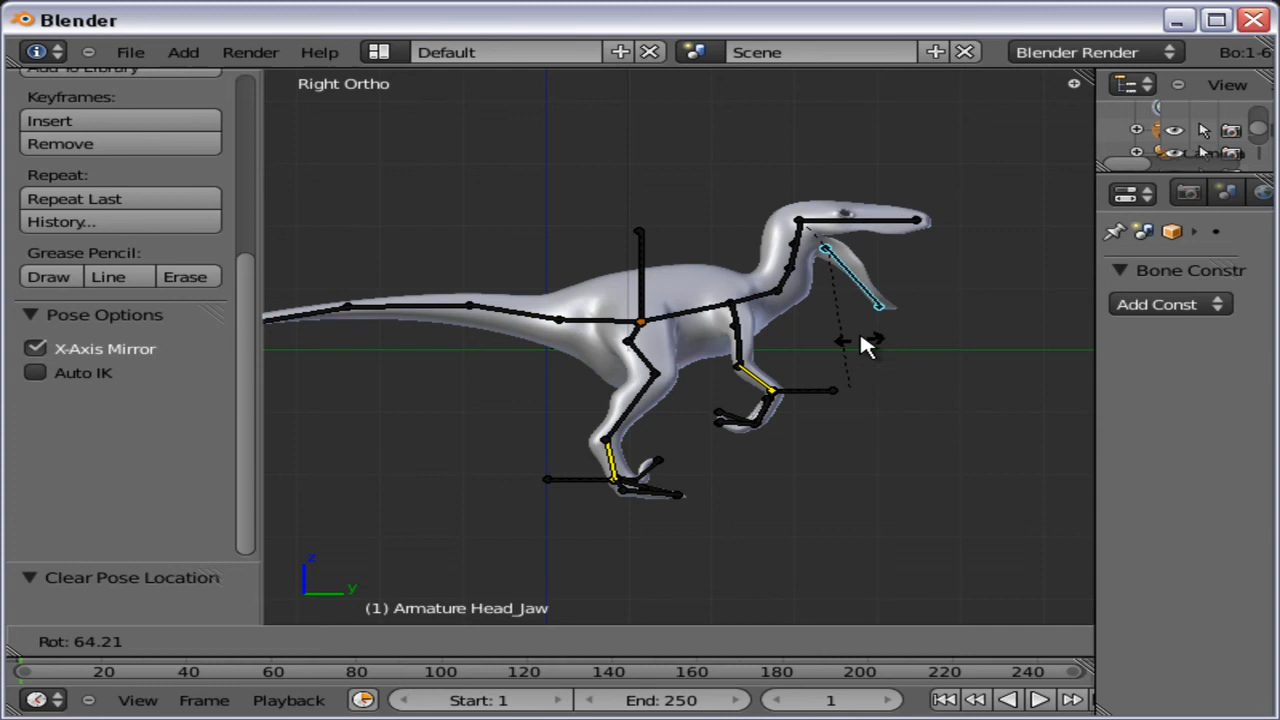 Blender
File Add Render Help Default Scene Blender Render Bo:1-6
Add To Library
Right Ortho
View
Keyframes:
Insert
Remove
Repeat:
Repeat Last
History...
Grease Pencil:
Draw Line Erase
Pose Options
X-Axis Mirror
Auto IK
Bone Constr
Add Const
Clear Pose Location
z
y
(1) Armature Head_Jaw
Rot: 64.21
20 40 60 80 100 120 140 160 180 200 220 240
View Frame Playback Start: 1 End: 250 1